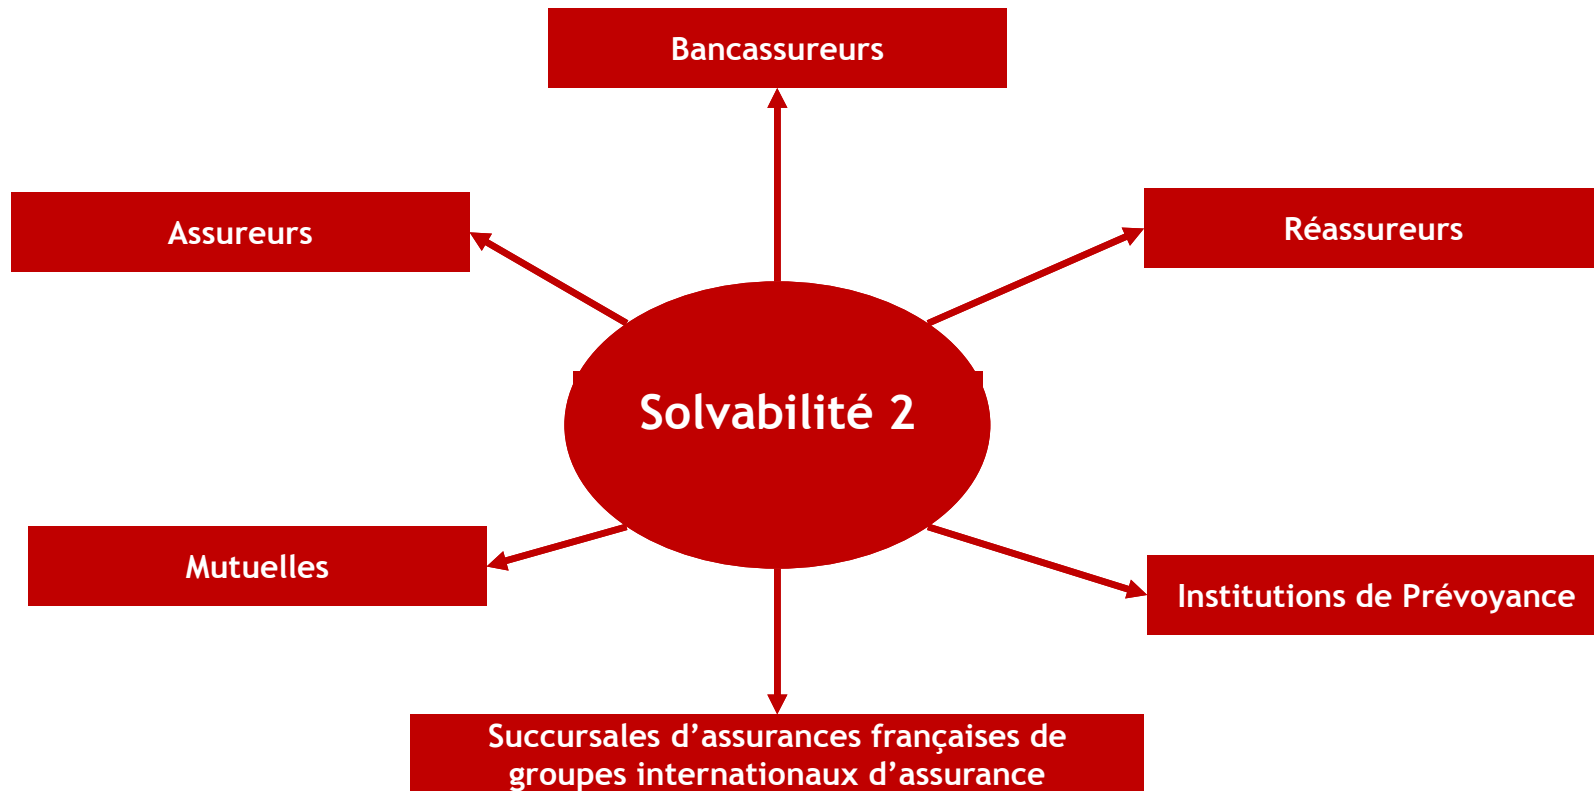 Bancassureurs
Assureurs
Réassureurs
Solvabilité 2
Mutuelles
Institutions de Prévoyance
Succursales d’assurances françaises de
groupes internationaux d’assurance